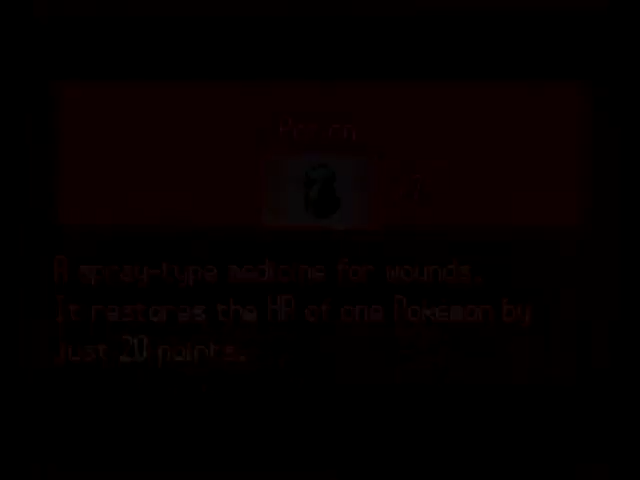 Potion
A spray-type medicine for wounds.
It restores the HP of one Pokemon by
just 20 points.